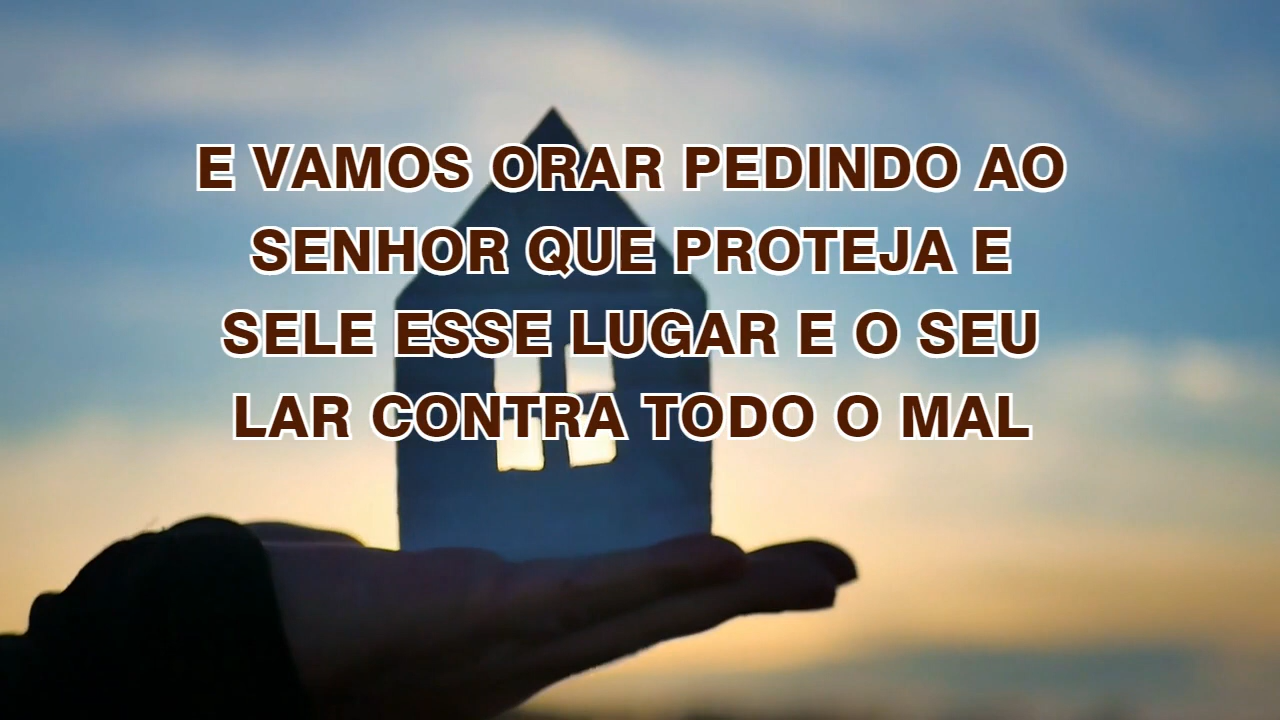 E VAMOS ORAR PEDINDO AO
SENHOR QUE PROTEJA E
SELE ESSE LUGAR E O SEU
LAR CONTRA TODO O MAL